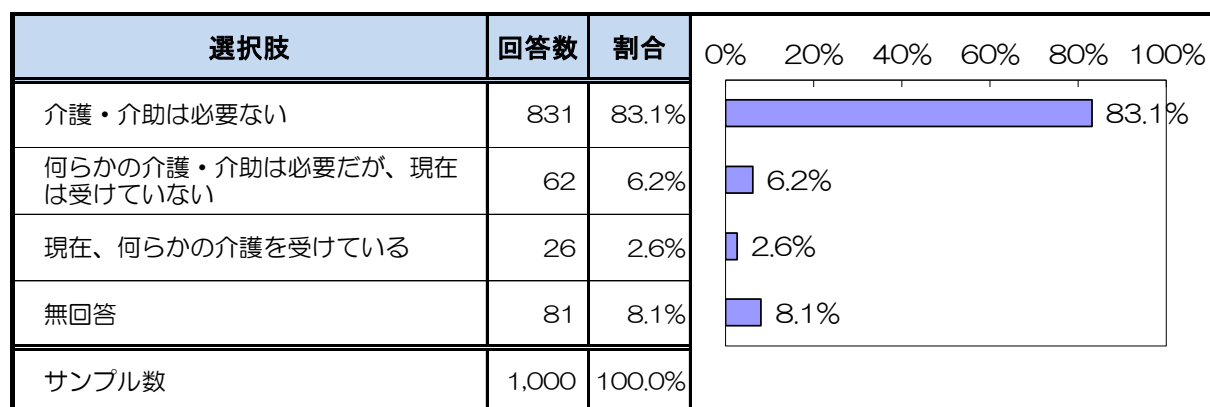 選択肢 回答数 割合
0% 20% 40% 60% 80% 100%
介護・介助は必要ない 831 83.1%
83.1%
何らかの介護・介助は必要だが、現在
は受けていない 62 6.2%
6.2%
現在、何らかの介護を受けている 26 2.6%
2.6%
無回答 81 8.1%
8.1%
サンプル数 1,000 100.0%